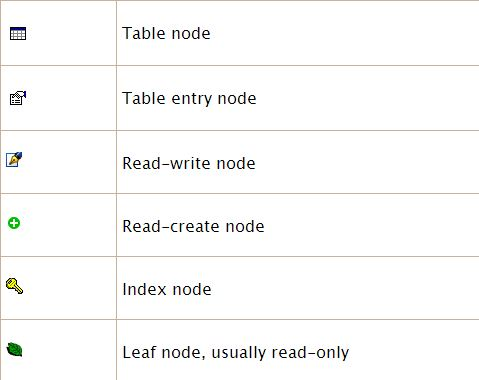 Table node
Table entry node
Read-write node
Read-create node
Index node
Leaf node, usually read-only